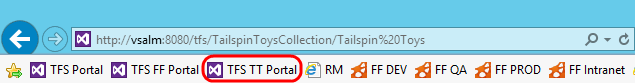 http://vsalm:8080/tfs/TailspinToysCollection/Tailspin%20Toys
TFS Portal TFS FF Portal TFS TT Portal RM FF DEV FF QA FF PROD FF Intranet